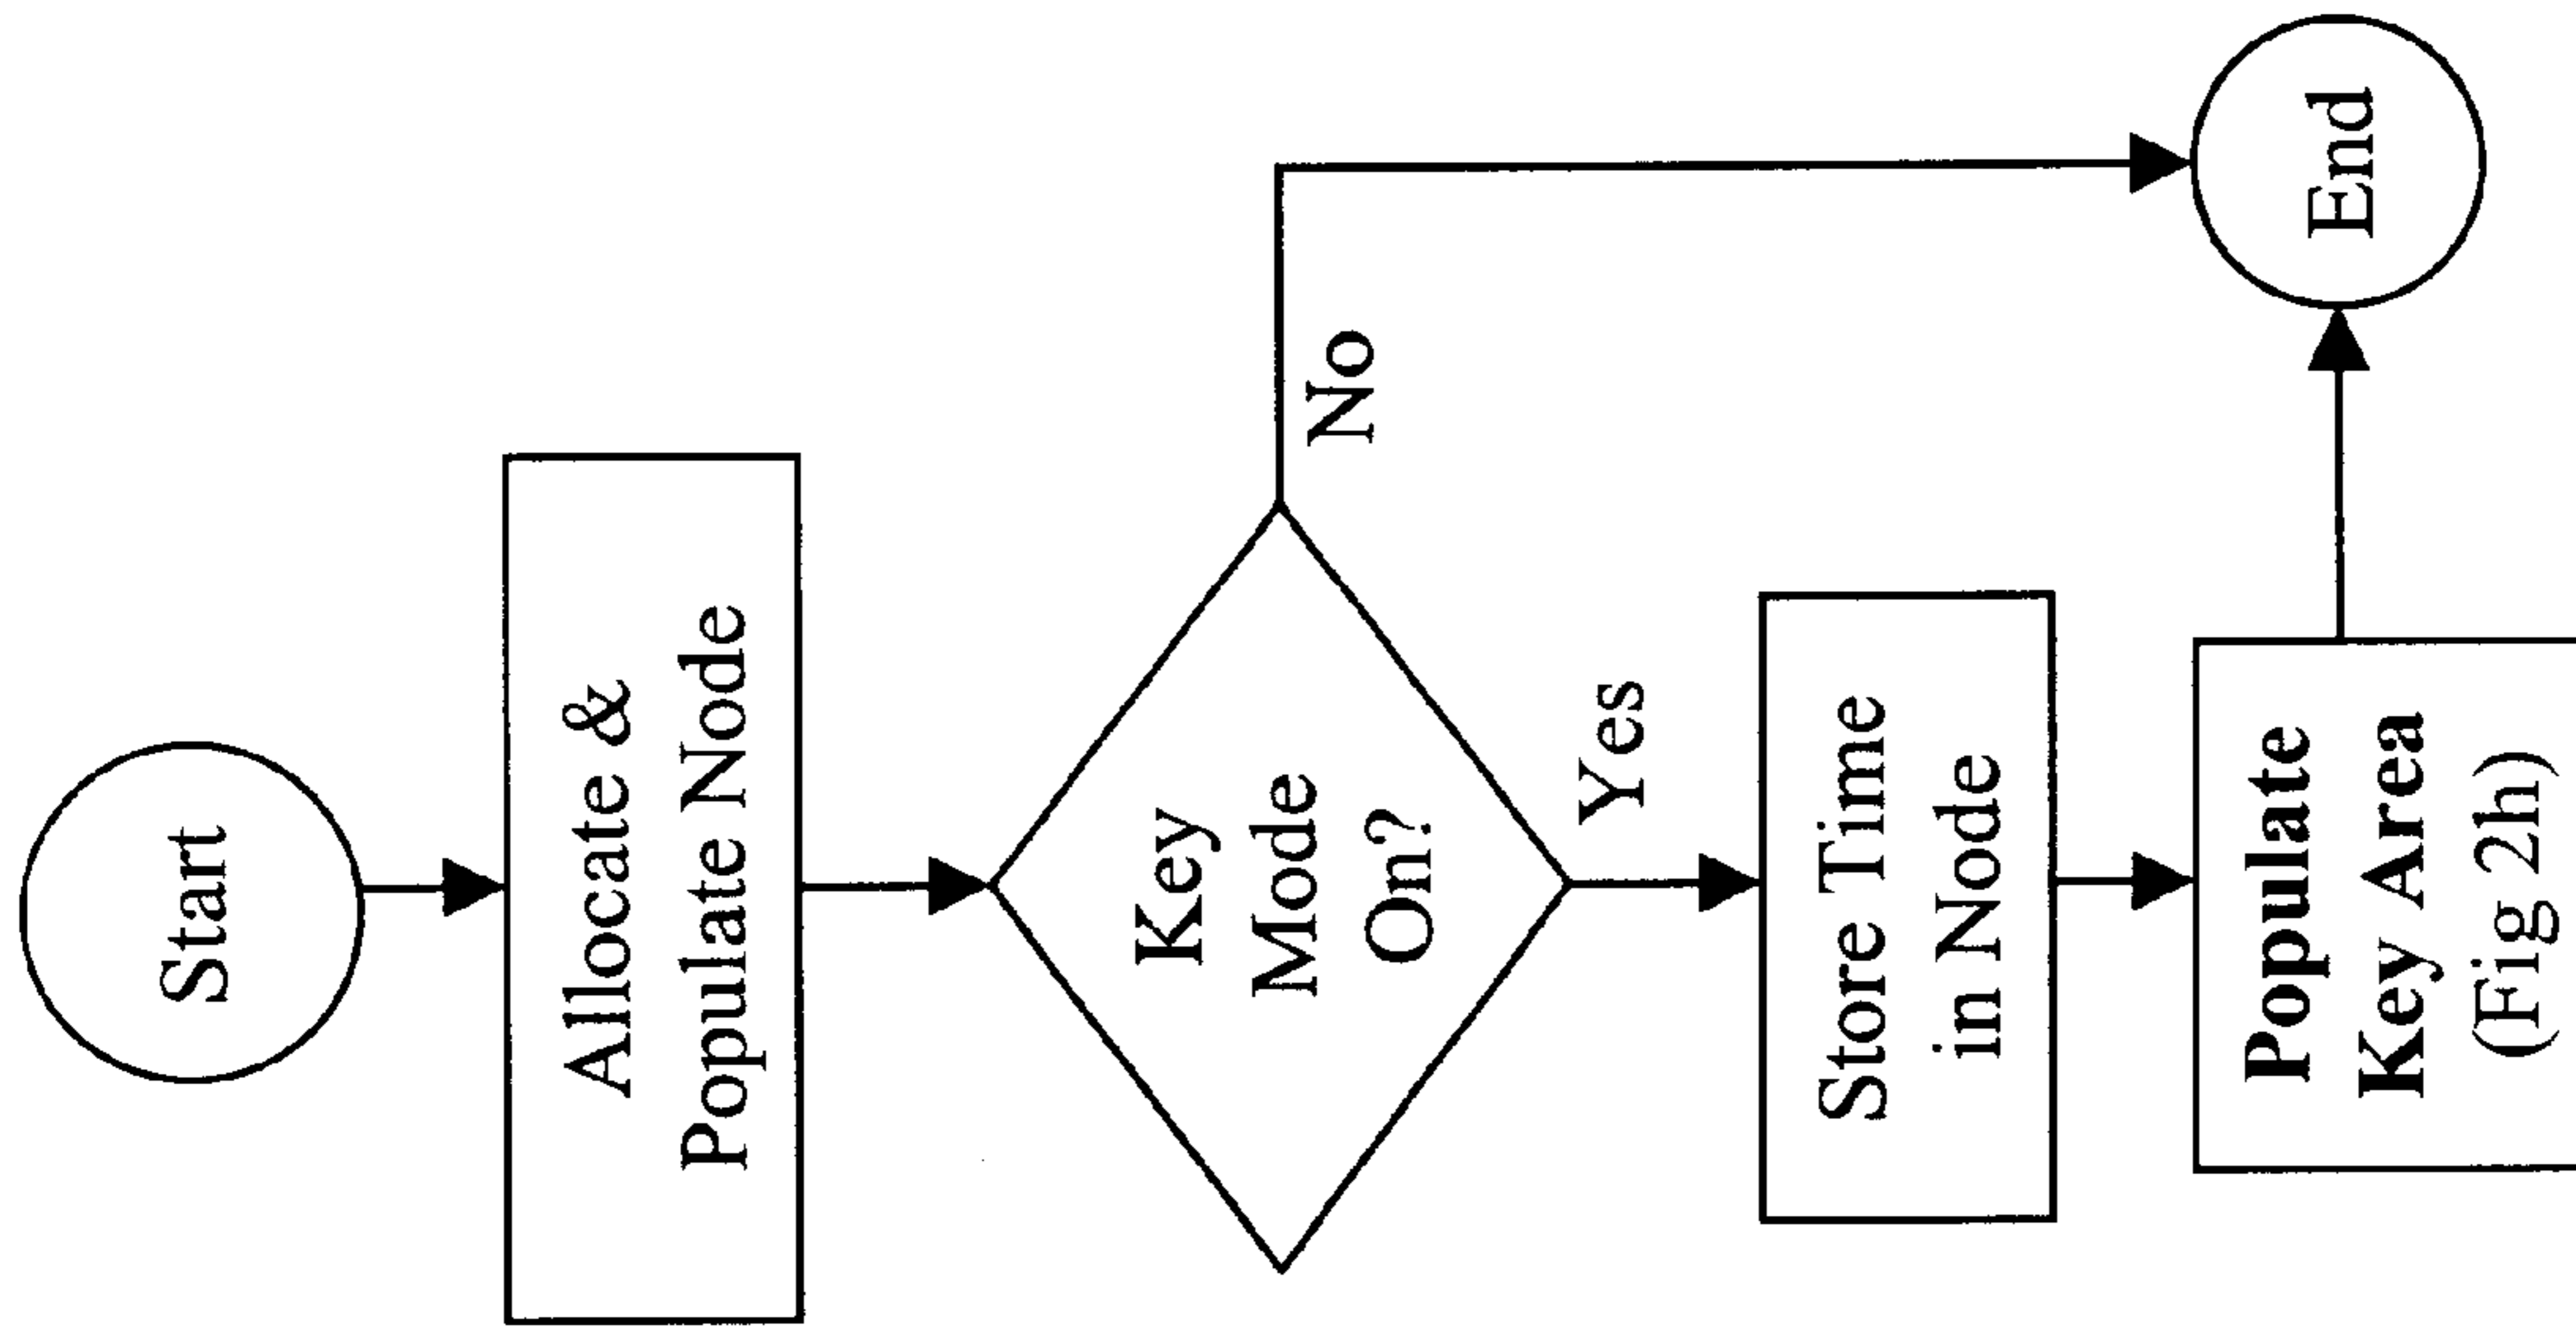 Start
Allocate &
Populate Node
Key
Mode
On?
No
Yes
Store Time
in Node
Populate
Key Area
(Fig 2h)
End